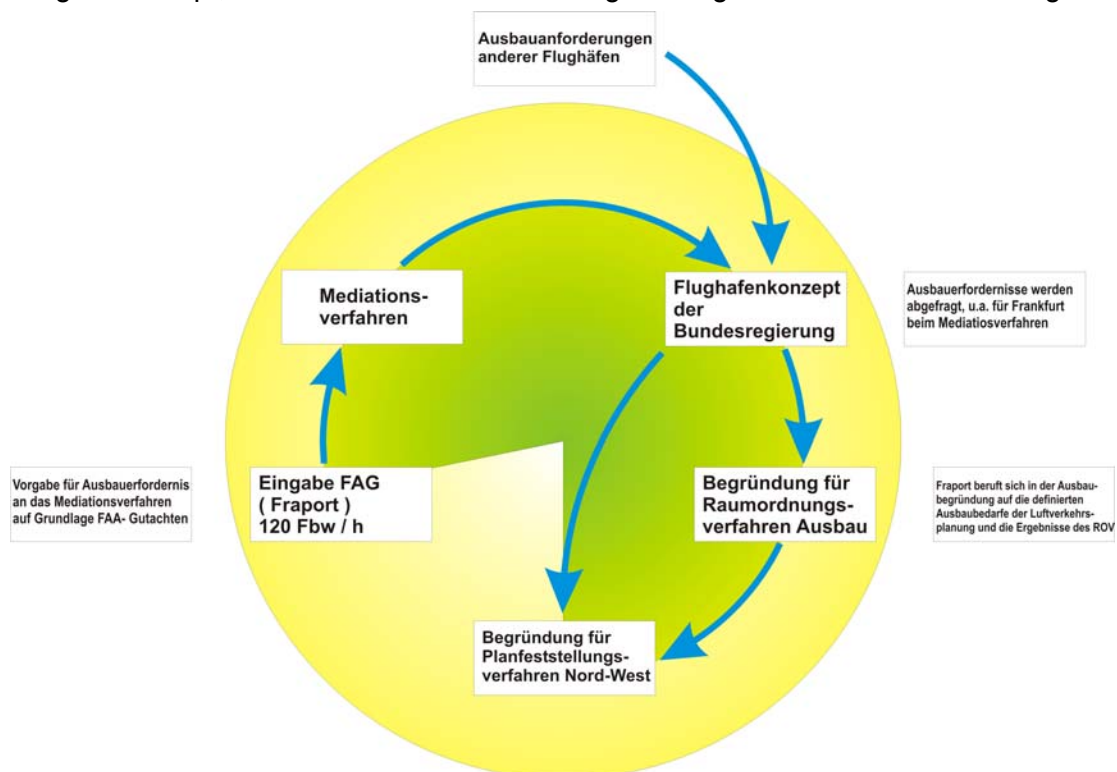 Ausbauanforderungen
anderer Flughäfen
Mediations-
verfahren
Flughafenkonzept
der
Bundesregierung
Ausbauerfordernisse werden
abgefragt, u.a. für Frankfurt
beim Mediatiosverfahren
Vorgabe für Ausbauerfordernis
an das Mediationsverfahren
auf Grundlage FAA- Gutachten
Eingabe FAG
( Fraport )
120 Fbw / h
Begründung für
Raumordnungs-
verfahren Ausbau
Fraport beruft sich in der Ausbau-
begründung auf die definierten
Ausbaubedarfe der Luftverkehrs-
planung und die Ergebnisse des ROV
Begründung für
Planfeststellungs-
verfahren Nord-West